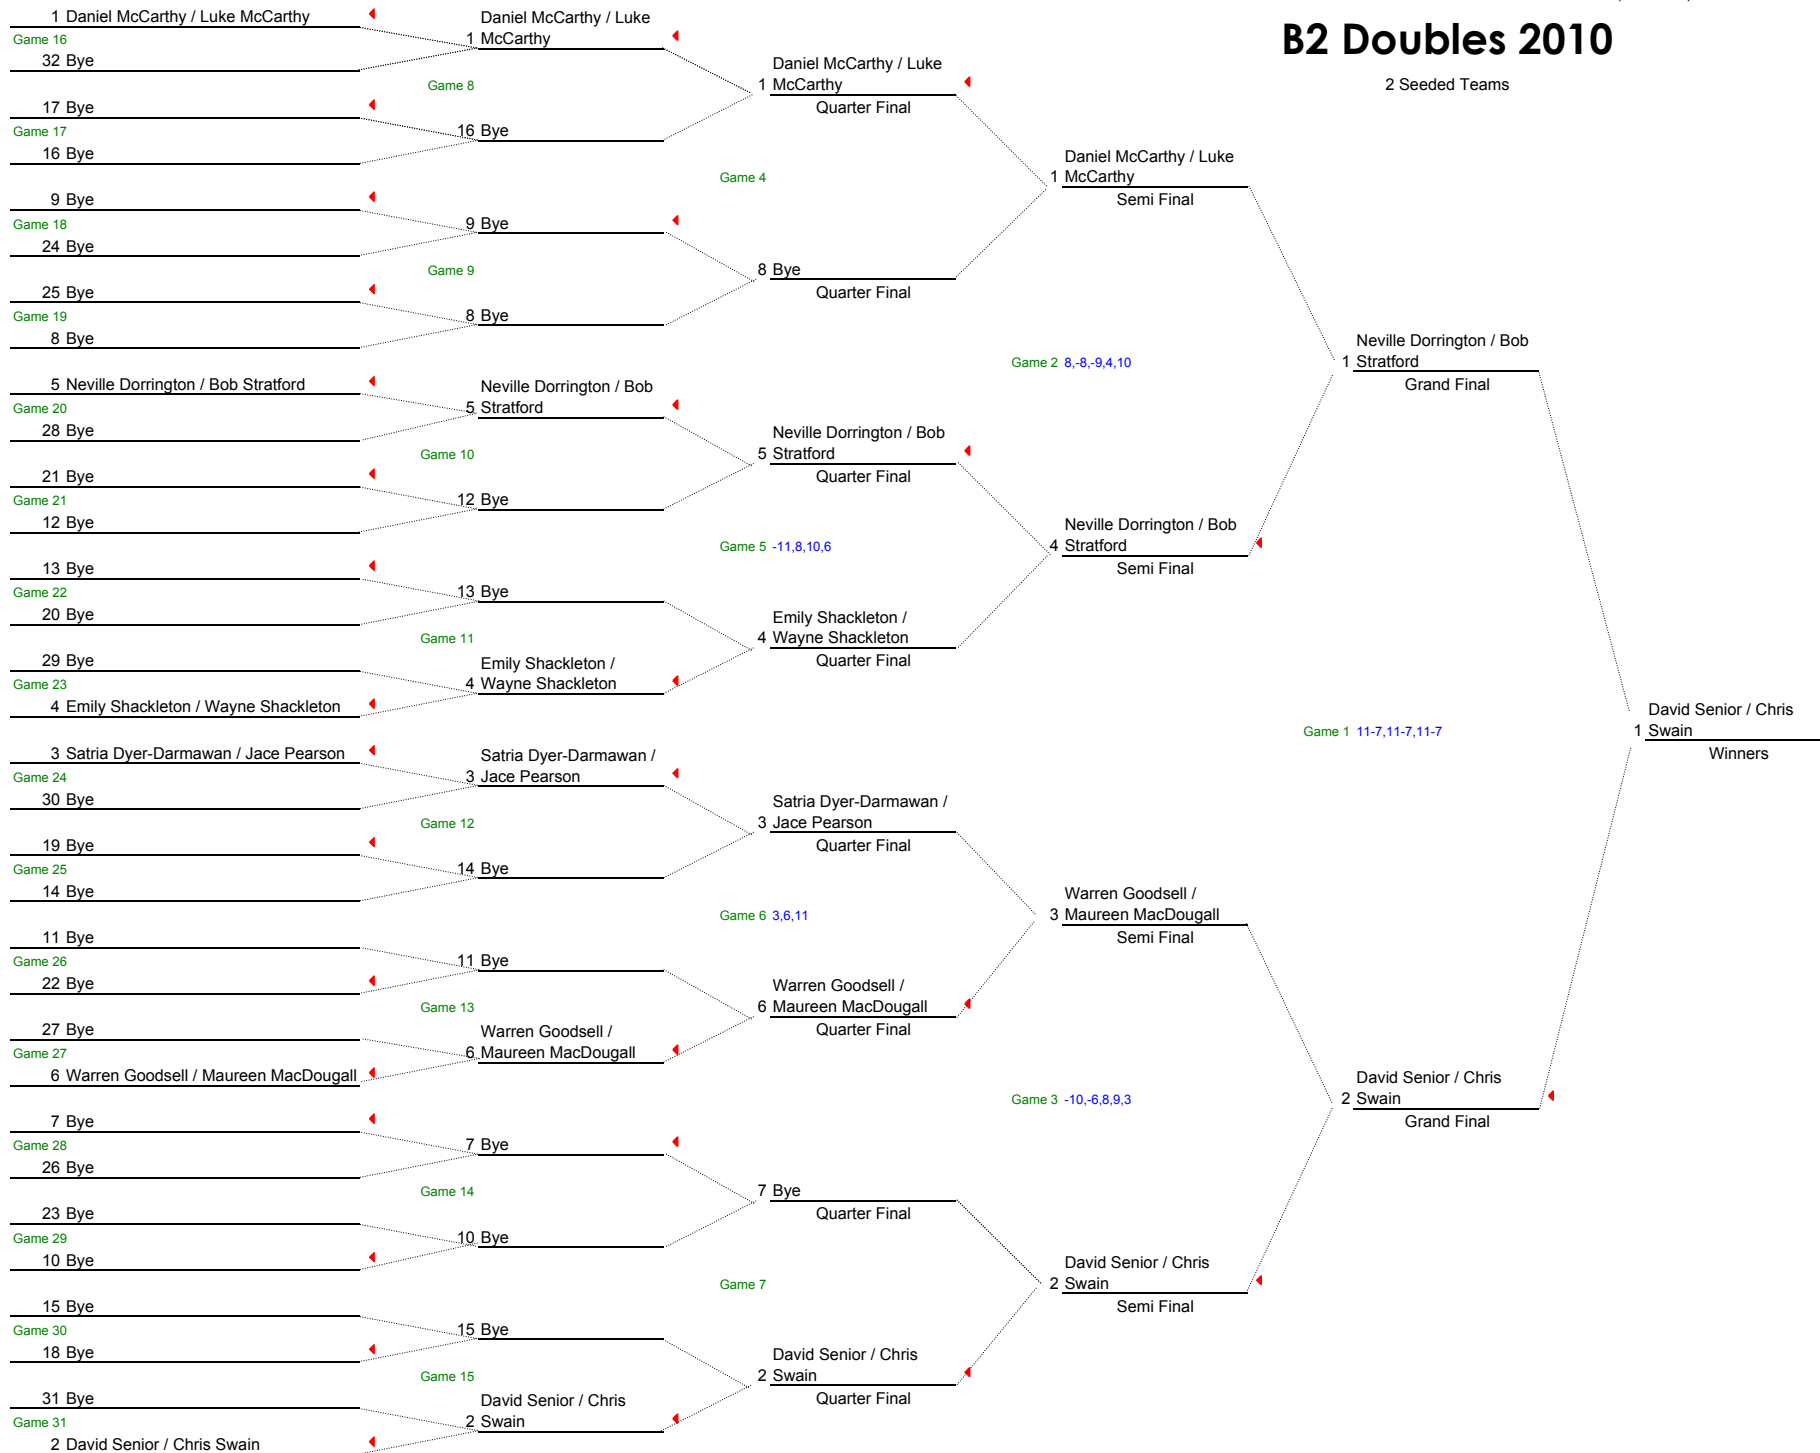 B2 Doubles 2010
2 Seeded Teams
1 Daniel McCarthy / Luke McCarthy
Game 16
32 Bye
17 Bye
Game 17
16 Bye
9 Bye
Game 18
24 Bye
25 Bye
Game 19
8 Bye
5 Neville Dorrington / Bob Stratford
Game 20
28 Bye
21 Bye
Game 21
12 Bye
13 Bye
Game 22
20 Bye
29 Bye
Game 23
4 Emily Shackleton / Wayne Shackleton
3 Satria Dyer-Darmawan / Jace Pearson
Game 24
30 Bye
19 Bye
Game 25
14 Bye
11 Bye
Game 26
22 Bye
27 Bye
Game 27
6 Warren Goodsell / Maureen MacDougall
7 Bye
Game 28
26 Bye
23 Bye
Game 29
10 Bye
15 Bye
Game 30
18 Bye
31 Bye
Game 31
2 David Senior / Chris Swain
Daniel McCarthy / Luke
1 McCarthy
Game 8
16 Bye
9 Bye
Game 9
8 Bye
Neville Dorrington / Bob
5 Stratford
Game 10
12 Bye
13 Bye
Game 11
Emily Shackleton /
4 Wayne Shackleton
Satria Dyer-Darmawan /
3 Jace Pearson
Game 12
14 Bye
11 Bye
Game 13
Warren Goodsell /
6 Maureen MacDougall
7 Bye
Game 14
10 Bye
15 Bye
Game 15
David Senior / Chris
2 Swain
Daniel McCarthy / Luke
1 McCarthy
Quarter Final
Game 4
8 Bye
Quarter Final
Neville Dorrington / Bob
5 Stratford
Quarter Final
Game 5 -11,8,10,6
Emily Shackleton /
4 Wayne Shackleton
Quarter Final
Satria Dyer-Darmawan /
3 Jace Pearson
Quarter Final
Game 6 3,6,11
Warren Goodsell /
6 Maureen MacDougall
Quarter Final
7 Bye
Quarter Final
Game 7
David Senior / Chris
2 Swain
Quarter Final
Daniel McCarthy / Luke
1 McCarthy
Semi Final
Game 2 8,-8,-9,4,10
Neville Dorrington / Bob
4 Stratford
Semi Final
Warren Goodsell /
3 Maureen MacDougall
Semi Final
Game 3 -10,-6,8,9,3
David Senior / Chris
2 Swain
Semi Final
Neville Dorrington / Bob
1 Stratford
Grand Final
Game 1 11-7,11-7,11-7
David Senior / Chris
2 Swain
Grand Final
David Senior / Chris
1 Swain
Winners